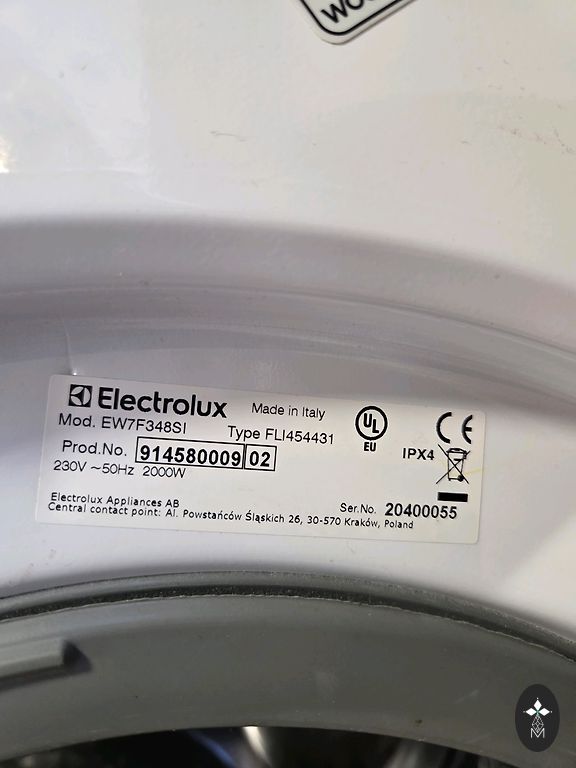 Electrolux Made in Italy
Mod. EW7F348SI Type FLI454431
Prod.No. 914580009 02
230V ~50Hz 2000W
UL
EU
CE
IPX4
Electrolux Appliances AB
Central contact point: Al. Powstańców Śląskich 26, 30-570 Kraków, Poland
Ser.No. 20400055
M